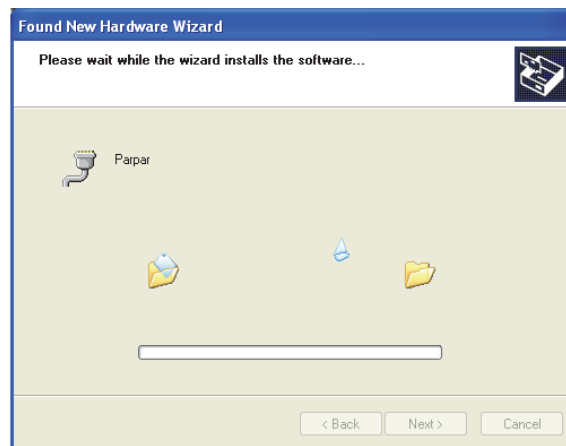 Found New Hardware Wizard
Please wait while the wizard installs the software...
Parpar
< Back Next > Cancel